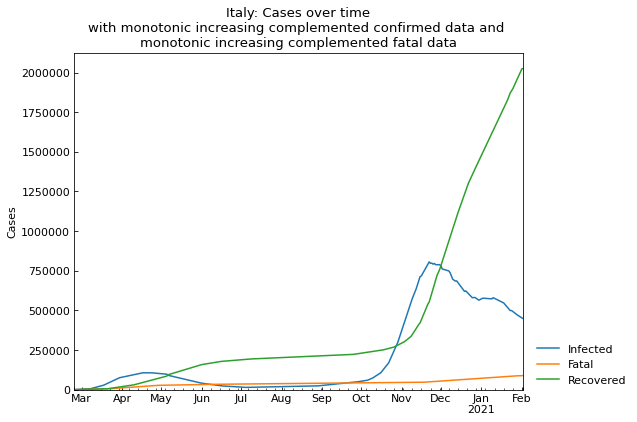 Italy: Cases over time
with monotonic increasing complemented confirmed data and
monotonic increasing complemented fatal data
2000000
1750000
1500000
1250000
1000000
750000
500000
250000
0
Cases
Mar Apr May Jun Jul Aug Sep Oct Nov Dec Jan Feb
2021
Infected
Fatal
Recovered